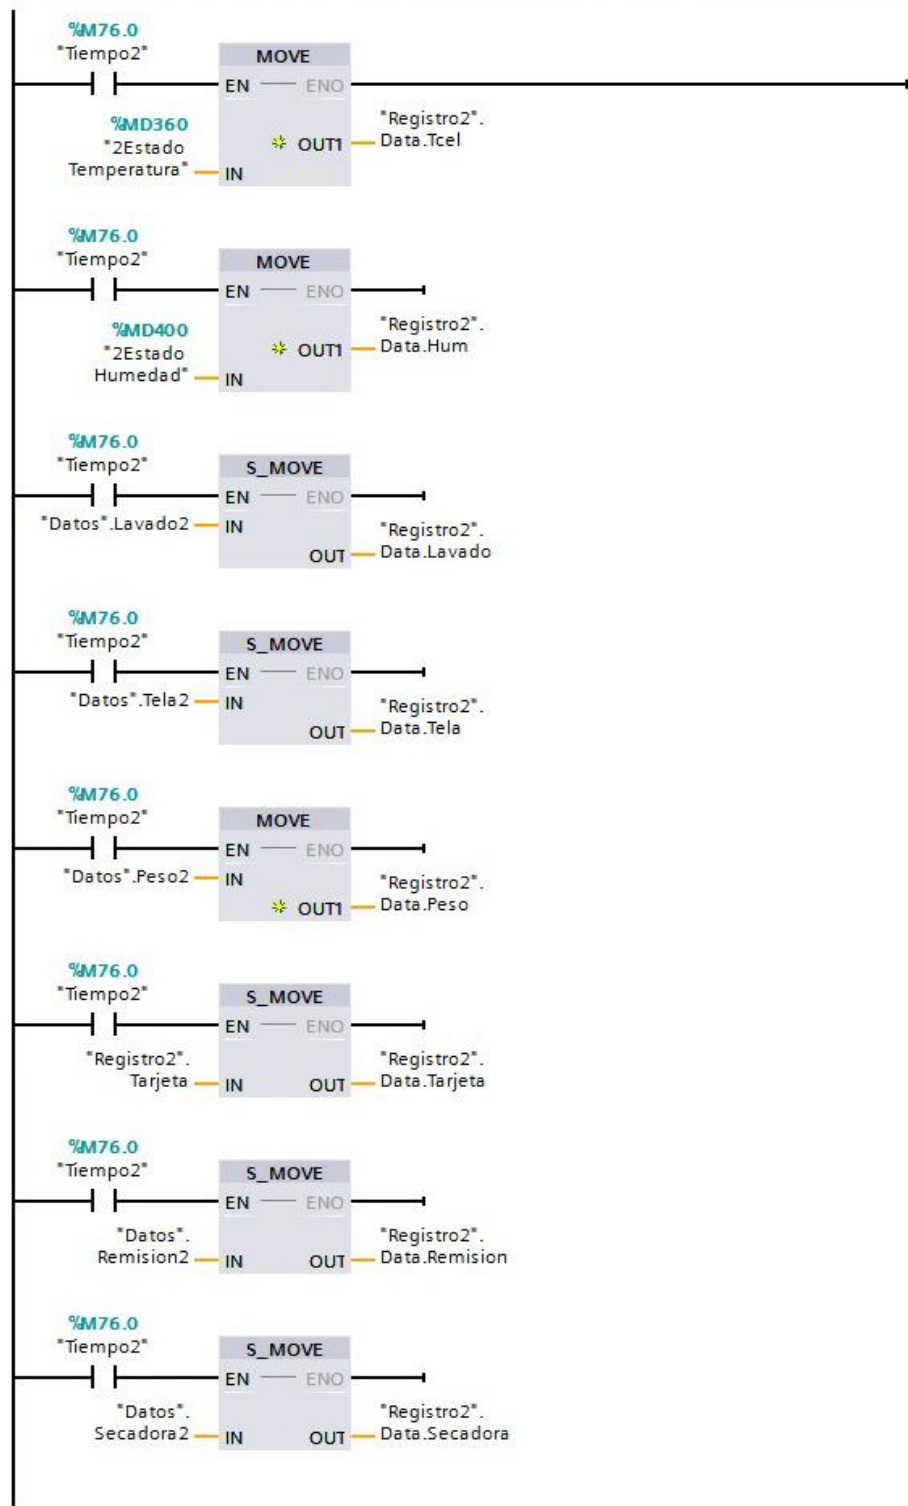 %M76.0
"Tiempo2"
MOVE
EN ENO
%MD360
"2Estado
Temperatura" IN
OUT1
"Registro2".
Data.Tcel
%M76.0
"Tiempo2"
MOVE
EN ENO
%MD400
"2Estado
Humedad" IN
OUT1
"Registro2".
Data.Hum
%M76.0
"Tiempo2"
S_MOVE
EN ENO
"Datos".Lavado2 IN
OUT
"Registro2".
Data.Lavado
%M76.0
"Tiempo2"
S_MOVE
EN ENO
"Datos".Tela2 IN
OUT
"Registro2".
Data.Tela
%M76.0
"Tiempo2"
MOVE
EN ENO
"Datos".Peso2 IN
OUT1
"Registro2".
Data.Peso
%M76.0
"Tiempo2"
S_MOVE
EN ENO
"Registro2".
Tarjeta IN
OUT
"Registro2".
Data.Tarjeta
%M76.0
"Tiempo2"
S_MOVE
EN ENO
"Datos".
Remision2 IN
OUT
"Registro2".
Data.Remision
%M76.0
"Tiempo2"
S_MOVE
EN ENO
"Datos".
Secadora2 IN
OUT
"Registro2".
Data.Secadora